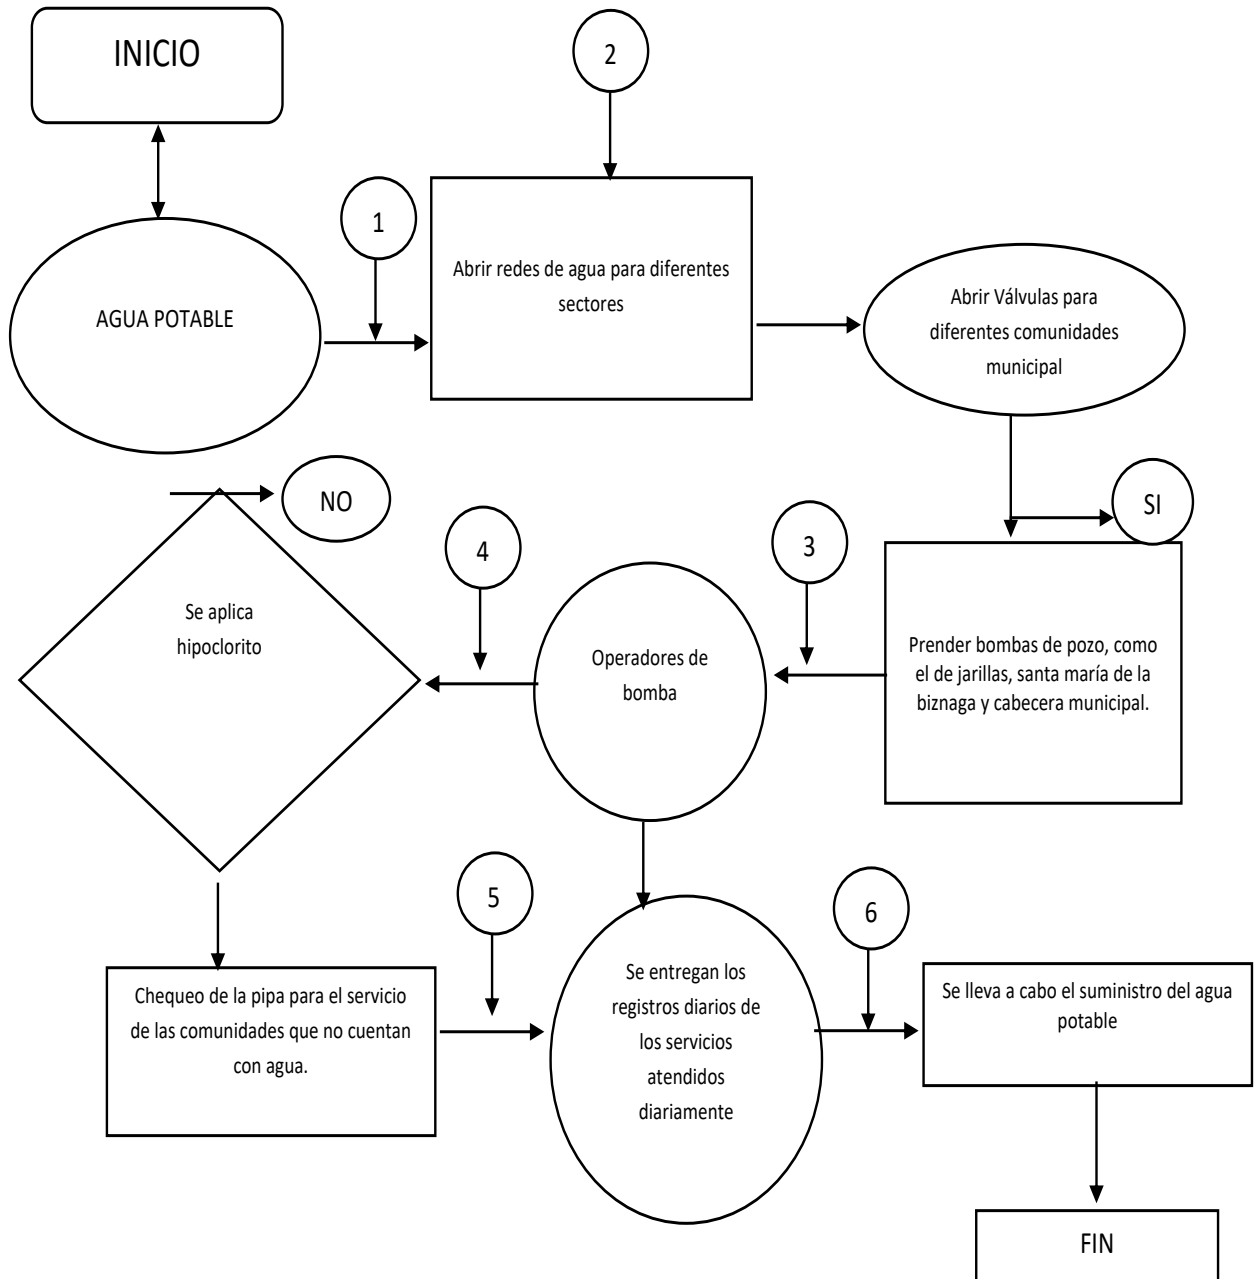 INICIO
2
1
AGUA POTABLE
Abrir redes de agua para diferentes
sectores
Abrir Válvulas para
diferentes comunidades
municipal
NO
SI
4
3
Se aplica
hipoclorito
Operadores de
bomba
Prender bombas de pozo, como
el de jarillas, santa maría de la
biznaga y cabecera municipal.
5
6
Chequeo de la pipa para el servicio
de las comunidades que no cuentan
con agua.
Se entregan los
registros diarios de
los servicios
atendidos
diariamente
Se lleva a cabo el suministro del agua
potable
FIN